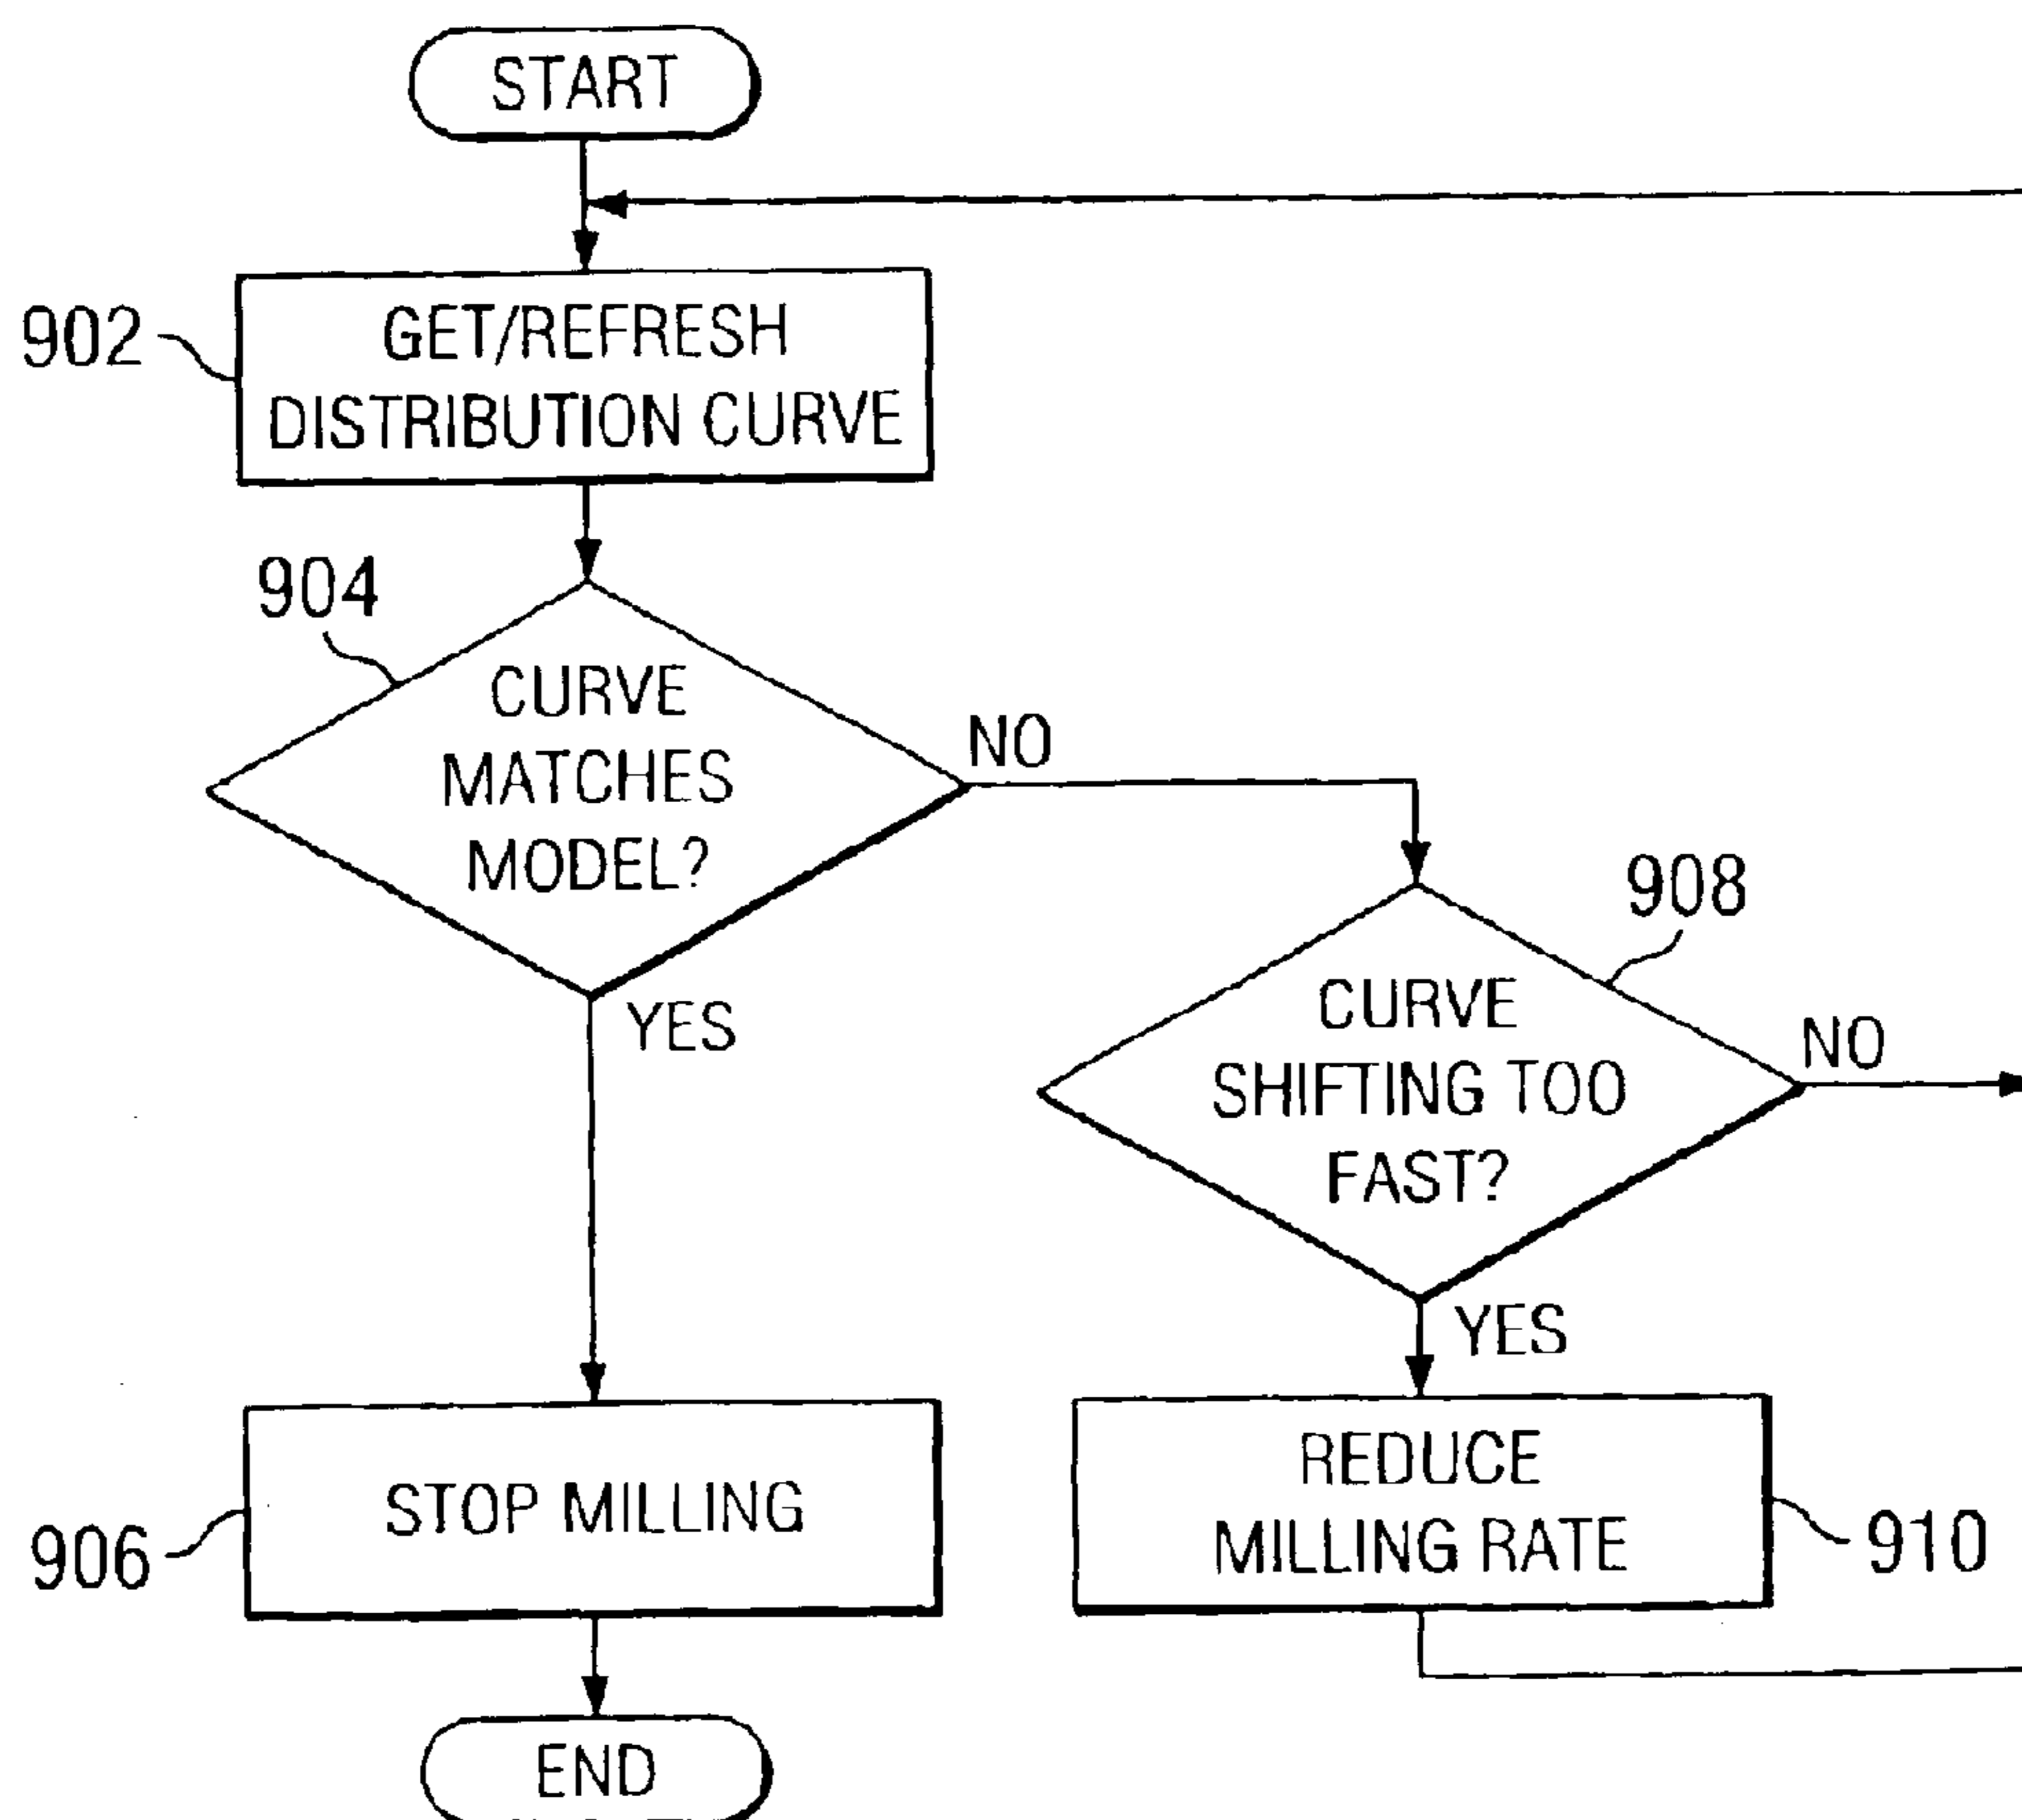 START
902
GET/REFRESH
DISTRIBUTION CURVE
904
CURVE
MATCHES
MODEL?
NO
YES
908
CURVE
SHIFTING TOO
FAST?
NO
YES
906
STOP MILLING
REDUCE
MILLING RATE
910
END